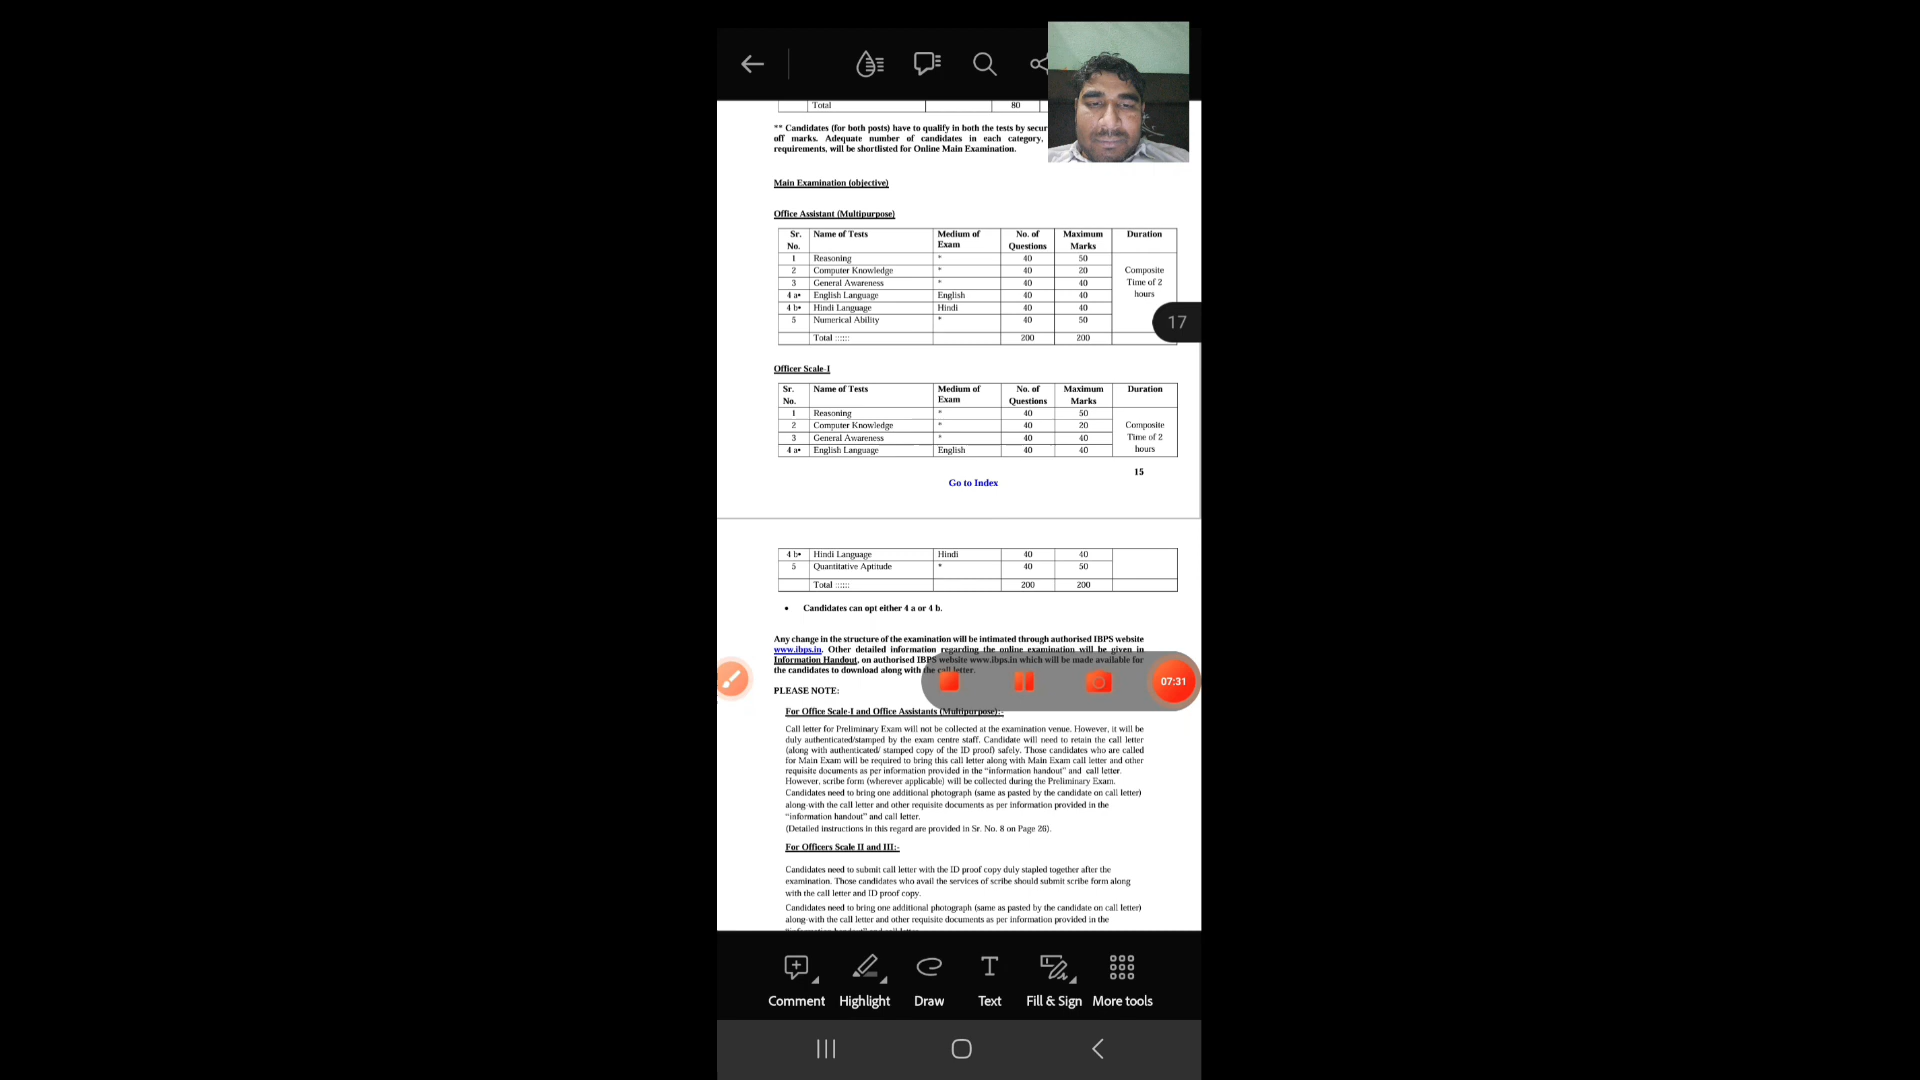 Total 80
** Candidates (for both posts) have to qualify in both the tests by secur
off marks. Adequate number of candidates in each category,
requirements, will be shortlisted for Online Main Examination.
Main Examination (objective)
Office Assistant (Multipurpose)
Sr. No. Name of Tests Medium of Exam No. of Questions Maximum Marks Duration
1 Reasoning * 40 50
2 Computer Knowledge * 40 20 Composite
3 General Awareness * 40 40 Time of 2
4 a• English Language English 40 40 hours
4 b• Hindi Language Hindi 40 40
5 Numerical Ability * 40 50
17
Total :::::: 200 200
Officer Scale-I
Sr. No. Name of Tests Medium of Exam No. of Questions Maximum Marks Duration
1 Reasoning * 40 50
2 Computer Knowledge * 40 20 Composite
3 General Awareness * 40 40 Time of 2
4 a• English Language English 40 40 hours
15
Go to Index
4 b• Hindi Language Hindi 40 40
5 Quantitative Aptitude * 40 50
Total :::::: 200 200
• Candidates can opt either 4 a or 4 b.
Any change in the structure of the examination will be intimated through authorised IBPS website
www.ibps.in. Other detailed information regarding the online examination will be given in
Information Handout, on authorised IBPS website www.ibps.in which will be made available for
the candidates to download along with the call letter.
07:31
PLEASE NOTE:
For Office Scale-I and Office Assistants (Multipurpose):-
Call letter for Preliminary Exam will not be collected at the examination venue. However, it will be
duly authenticated/stamped by the exam centre staff. Candidate will need to retain the call letter
(along with authenticated/ stamped copy of the ID proof) safely. Those candidates who are called
for Main Exam will be required to bring this call letter along with Main Exam call letter and other
requisite documents as per information provided in the “information handout” and call letter.
However, scribe form (wherever applicable) will be collected during the Preliminary Exam.
Candidates need to bring one additional photograph (same as pasted by the candidate on call letter)
along-with the call letter and other requisite documents as per information provided in the
“information handout” and call letter.
(Detailed instructions in this regard are provided in Sr. No. 8 on Page 26).
For Officers Scale II and III:-
Candidates need to submit call letter with the ID proof copy duly stapled together after the
examination. Those candidates who avail the services of scribe should submit scribe form along
with the call letter and ID proof copy.
Candidates need to bring one additional photograph (same as pasted by the candidate on call letter)
along-with the call letter and other requisite documents as per information provided in the
Comment Highlight Draw Text Fill & Sign More tools